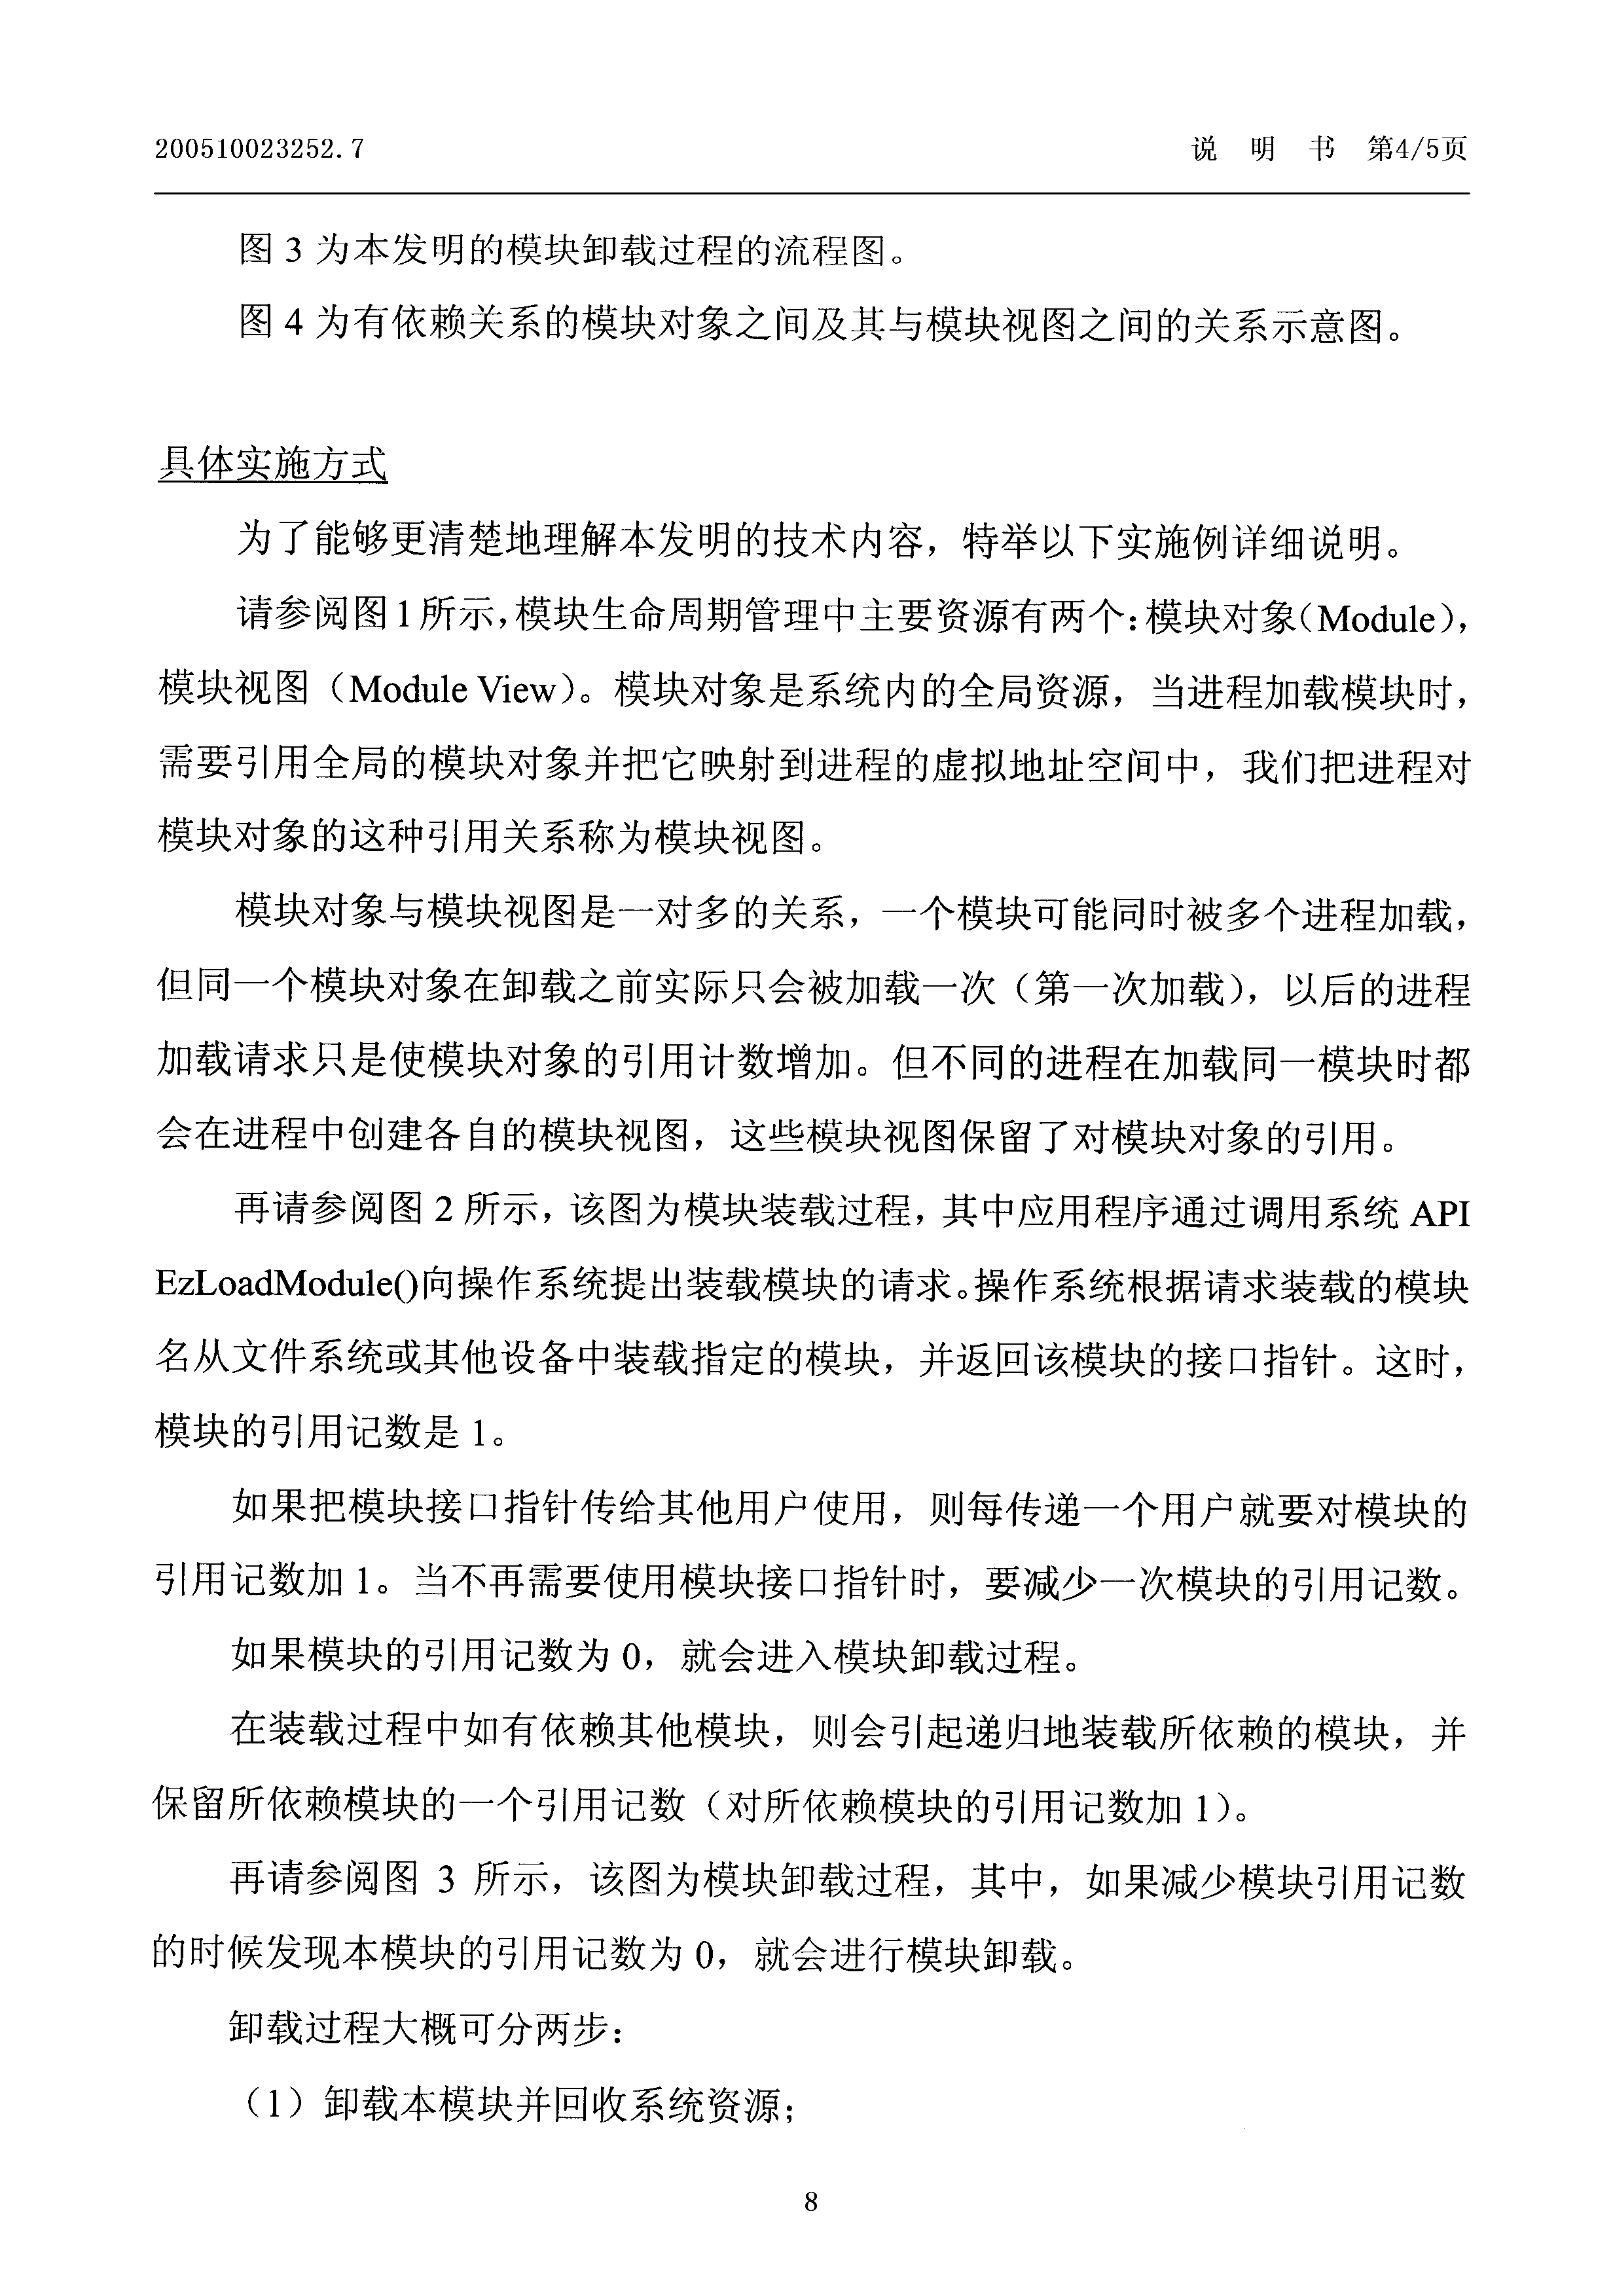 200510023252.7
说 明 书 第4/5页
图 3 为本发明的模块卸载过程的流程图。
图 4 为有依赖关系的模块对象之间及其与模块视图之间的关系示意图。
具体实施方式
为了能够更清楚地理解本发明的技术内容，特举以下实施例详细说明。
请参阅图 1 所示，模块生命周期管理中主要资源有两个：模块对象（Module），
模块视图（Module View）。模块对象是系统内的全局资源，当进程加载模块时，
需要引用全局的模块对象并把它映射到进程的虚拟地址空间中，我们把进程对
模块对象的这种引用关系称为模块视图。
模块对象与模块视图是一对多的关系，一个模块可能同时被多个进程加载，
但同一个模块对象在卸载之前实际只会被加载一次（第一次加载），以后的进程
加载请求只是使模块对象的引用计数增加。但不同的进程在加载同一模块时都
会在进程中创建各自的模块视图，这些模块视图保留了对模块对象的引用。
再请参阅图 2 所示，该图为模块装载过程，其中应用程序通过调用系统 API
EzLoadModule()向操作系统提出装载模块的请求。操作系统根据请求装载的模块
名从文件系统或其他设备中装载指定的模块，并返回该模块的接口指针。这时，
模块的引用记数是 1。
如果把模块接口指针传给其他用户使用，则每传递一个用户就要对模块的
引用记数加 1。当不再需要使用模块接口指针时，要减少一次模块的引用记数。
如果模块的引用记数为 0，就会进入模块卸载过程。
在装载过程中如有依赖其他模块，则会引起递归地装载所依赖的模块，并
保留所依赖模块的一个引用记数（对所依赖模块的引用记数加 1）。
再请参阅图 3 所示，该图为模块卸载过程，其中，如果减少模块引用记数
的时候发现本模块的引用记数为 0，就会进行模块卸载。
卸载过程大概可分两步：
（1）卸载本模块并回收系统资源；
8